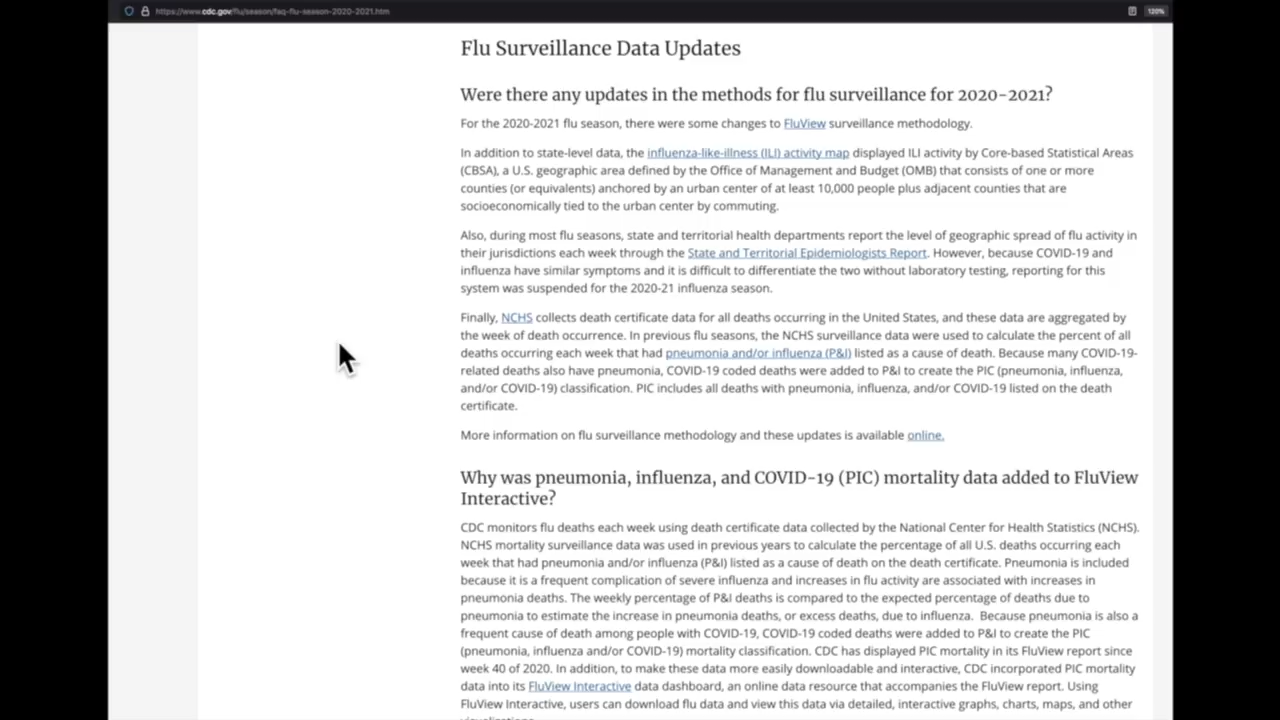 https://www.cdc.gov/flu/season/faq-flu-season-2020-2021.htm
120%
Flu Surveillance Data Updates
Were there any updates in the methods for flu surveillance for 2020-2021?
For the 2020-2021 flu season, there were some changes to FluView surveillance methodology.
In addition to state-level data, the influenza-like-illness (ILI) activity map displayed ILI activity by Core-based Statistical Areas
(CBSA), a U.S. geographic area defined by the Office of Management and Budget (OMB) that consists of one or more
counties (or equivalents) anchored by an urban center of at least 10,000 people plus adjacent counties that are
socioeconomically tied to the urban center by commuting.
Also, during most flu seasons, state and territorial health departments report the level of geographic spread of flu activity in
their jurisdictions each week through the State and Territorial Epidemiologists Report. However, because COVID-19 and
influenza have similar symptoms and it is difficult to differentiate the two without laboratory testing, reporting for this
system was suspended for the 2020-21 influenza season.
Finally, NCHS collects death certificate data for all deaths occurring in the United States, and these data are aggregated by
the week of death occurrence. In previous flu seasons, the NCHS surveillance data were used to calculate the percent of all
deaths occurring each week that had pneumonia and/or influenza (P&I) listed as a cause of death. Because many COVID-19-
related deaths also have pneumonia, COVID-19 coded deaths were added to P&I to create the PIC (pneumonia, influenza,
and/or COVID-19) classification. PIC includes all deaths with pneumonia, influenza, and/or COVID-19 listed on the death
certificate.
More information on flu surveillance methodology and these updates is available online.
Why was pneumonia, influenza, and COVID-19 (PIC) mortality data added to FluView
Interactive?
CDC monitors flu deaths each week using death certificate data collected by the National Center for Health Statistics (NCHS).
NCHS mortality surveillance data was used in previous years to calculate the percentage of all U.S. deaths occurring each
week that had pneumonia and/or influenza (P&I) listed as a cause of death on the death certificate. Pneumonia is included
because it is a frequent complication of severe influenza and increases in flu activity are associated with increases in
pneumonia deaths. The weekly percentage of P&I deaths is compared to the expected percentage of deaths due to
pneumonia to estimate the increase in pneumonia deaths, or excess deaths, due to influenza. Because pneumonia is also a
frequent cause of death among people with COVID-19, COVID-19 coded deaths were added to P&I to create the PIC
(pneumonia, influenza and/or COVID-19) mortality classification. CDC has displayed PIC mortality in its FluView report since
week 40 of 2020. In addition, to make these data more easily downloadable and interactive, CDC incorporated PIC mortality
data into its FluView Interactive data dashboard, an online data resource that accompanies the FluView report. Using
FluView Interactive, users can download flu data and view this data via detailed, interactive graphs, charts, maps, and other